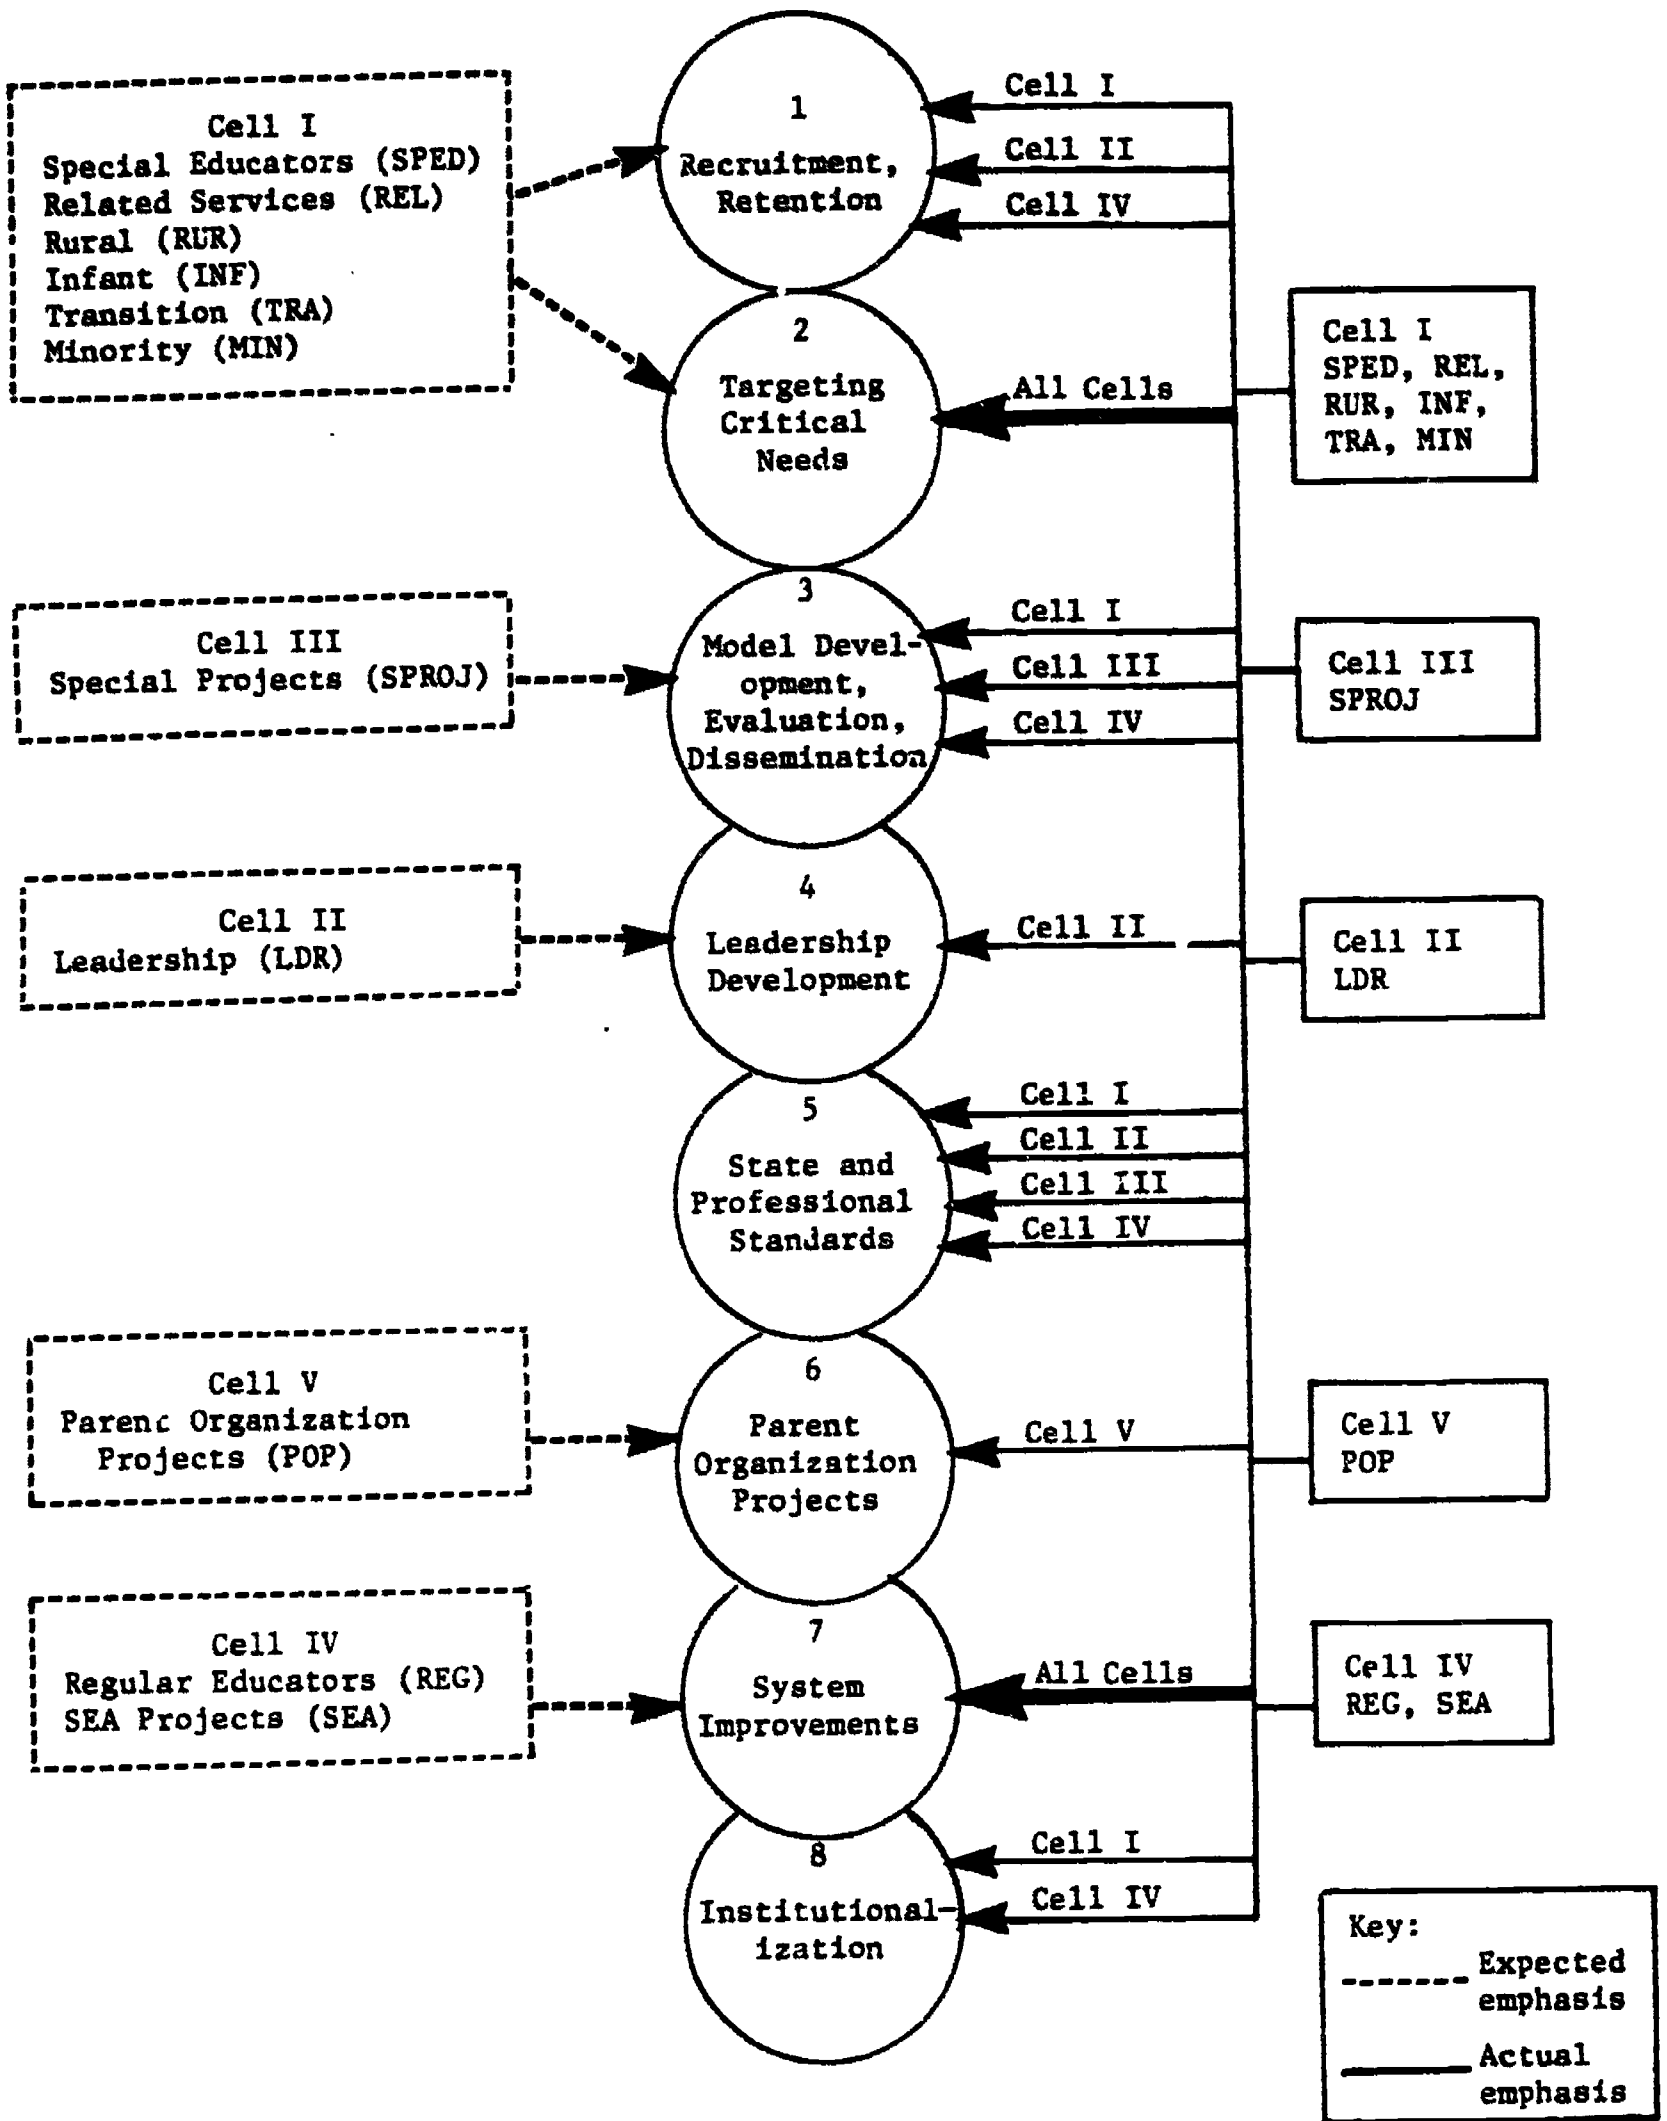 Cell I
Special Educators (SPED)
Related Services (REL)
Rural (RUR)
Infant (INF)
Transition (TRA)
Minority (MIN)
1
Recruitment,
Retention
Cell I
Cell II
Cell IV
2
Targeting
Critical
Needs
All Cells
Cell I
SPED, REL,
RUR, INF,
TRA, MIN
Cell III
Special Projects (SPROJ)
3
Model Devel-
opment,
Evaluation,
Dissemination
Cell I
Cell III
Cell IV
Cell III
SPROJ
Cell II
Leadership (LDR)
4
Leadership
Development
Cell II
Cell II
LDR
5
State and
Professional
Standards
Cell I
Cell II
Cell III
Cell IV
Cell V
Parent Organization
Projects (POP)
6
Parent
Organization
Projects
Cell V
Cell V
POP
Cell IV
Regular Educators (REG)
SEA Projects (SEA)
7
System
Improvements
All Cells
Cell IV
REG, SEA
8
Institutional-
ization
Cell I
Cell IV
Key:
Expected
emphasis
Actual
emphasis